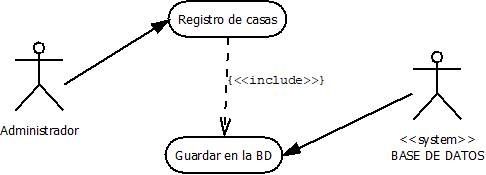 Registro de casas
{<<include>>}
Administrador
<<system>>
BASE DE DATOS
Guardar en la BD